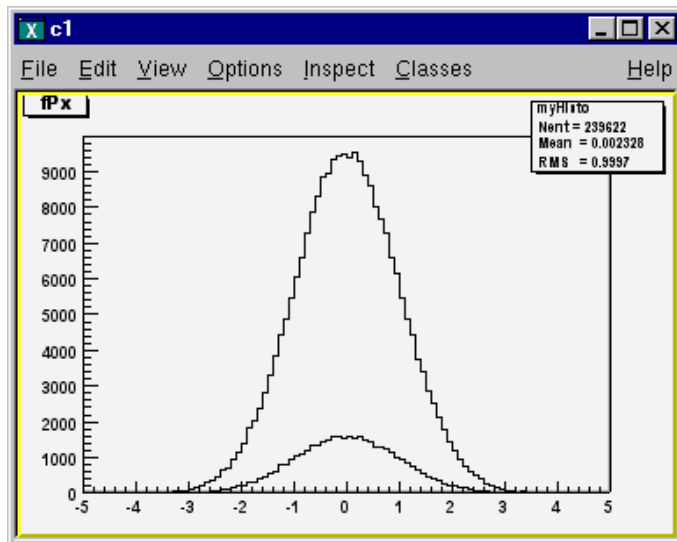 X c1
File Edit View Options Inspect Classes Help
fPx
myHisto
Nent = 239622
Mean = 0.002328
RMS = 0.9997
9000
8000
7000
6000
5000
4000
3000
2000
1000
0
-5 -4 -3 -2 -1 0 1 2 3 4 5